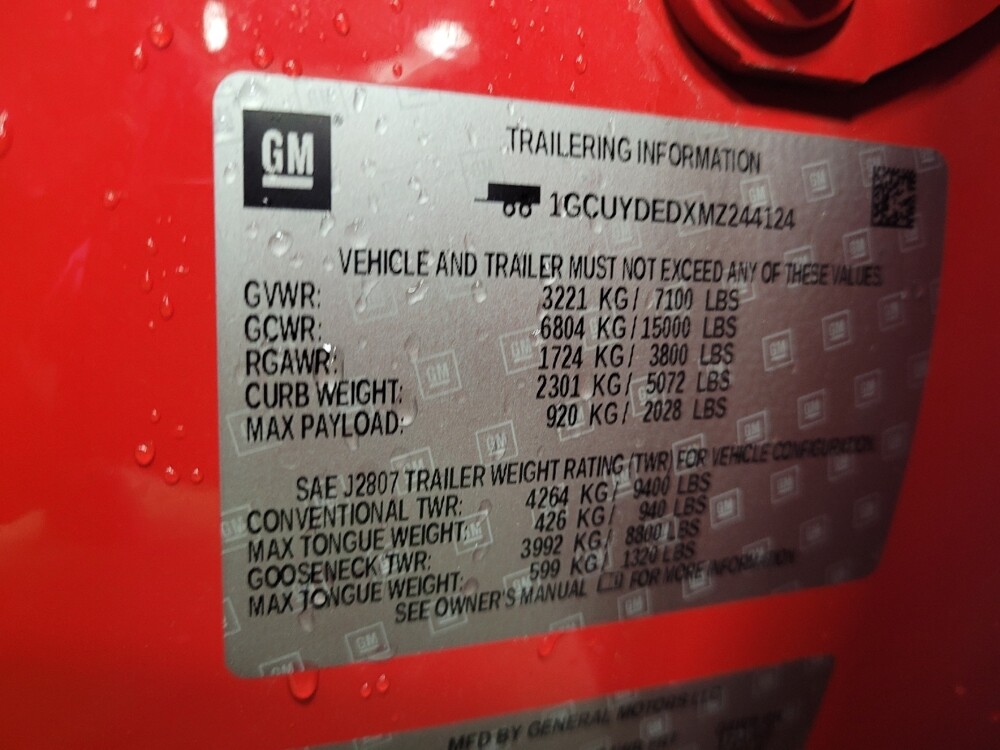 GM
TRAILERING INFORMATION
1GCUYDEDXMZ244124
VEHICLE AND TRAILER MUST NOT EXCEED ANY OF THESE VALUES.
GVWR: 3221 KG/ 7100 LBS
GCWR: 6804 KG/15000 LBS
RGAWR: 1724 KG/ 3800 LBS
CURB WEIGHT: 2301 KG/ 5072 LBS
MAX PAYLOAD: 920 KG/ 2028 LBS
SAE J2807 TRAILER WEIGHT RATING (TWR) FOR VEHICLE CONFIGURATION.
CONVENTIONAL TWR: 4264 KG/ 9400 LBS
MAX TONGUE WEIGHT: 426 KG/ 940 LBS
GOOSENECK TWR: 3992 KG/ 8800 LBS
MAX TONGUE WEIGHT: 599 KG/ 1320 LBS
SEE OWNER'S MANUAL FOR MORE INFORMATION
MFD BY GENERAL MOTORS LLC